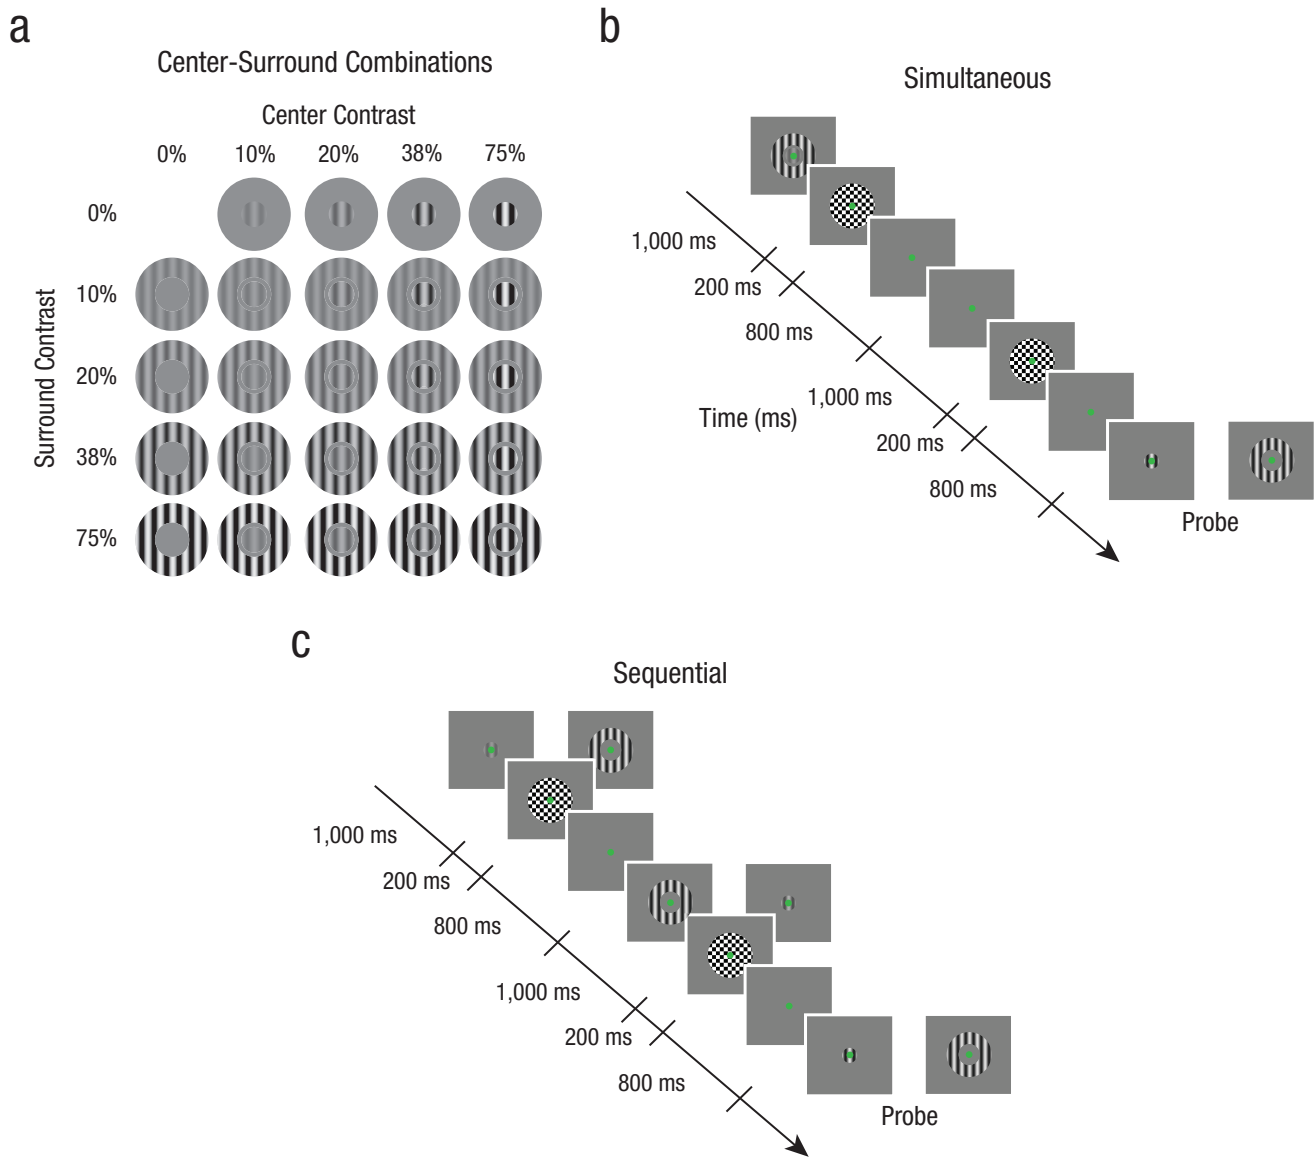 a
Center-Surround Combinations
Center Contrast
0% 10% 20% 38% 75%
Surround Contrast
0%
10%
20%
38%
75%
b
Simultaneous
1,000 ms
200 ms
800 ms
1,000 ms
200 ms
800 ms
Time (ms)
Probe
c
Sequential
1,000 ms
200 ms
800 ms
1,000 ms
200 ms
800 ms
Probe